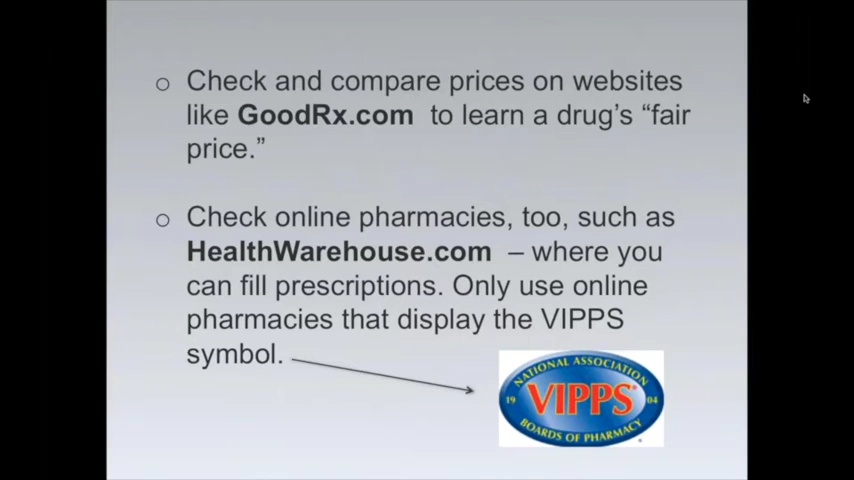 Check and compare prices on websites
like GoodRx.com to learn a drug's “fair
price.”
Check online pharmacies, too, such as
HealthWarehouse.com – where you
can fill prescriptions. Only use online
pharmacies that display the VIPPS
symbol.
NATIONAL ASSOCIATION
19 VIPPS® 04
BOARDS OF PHARMACY